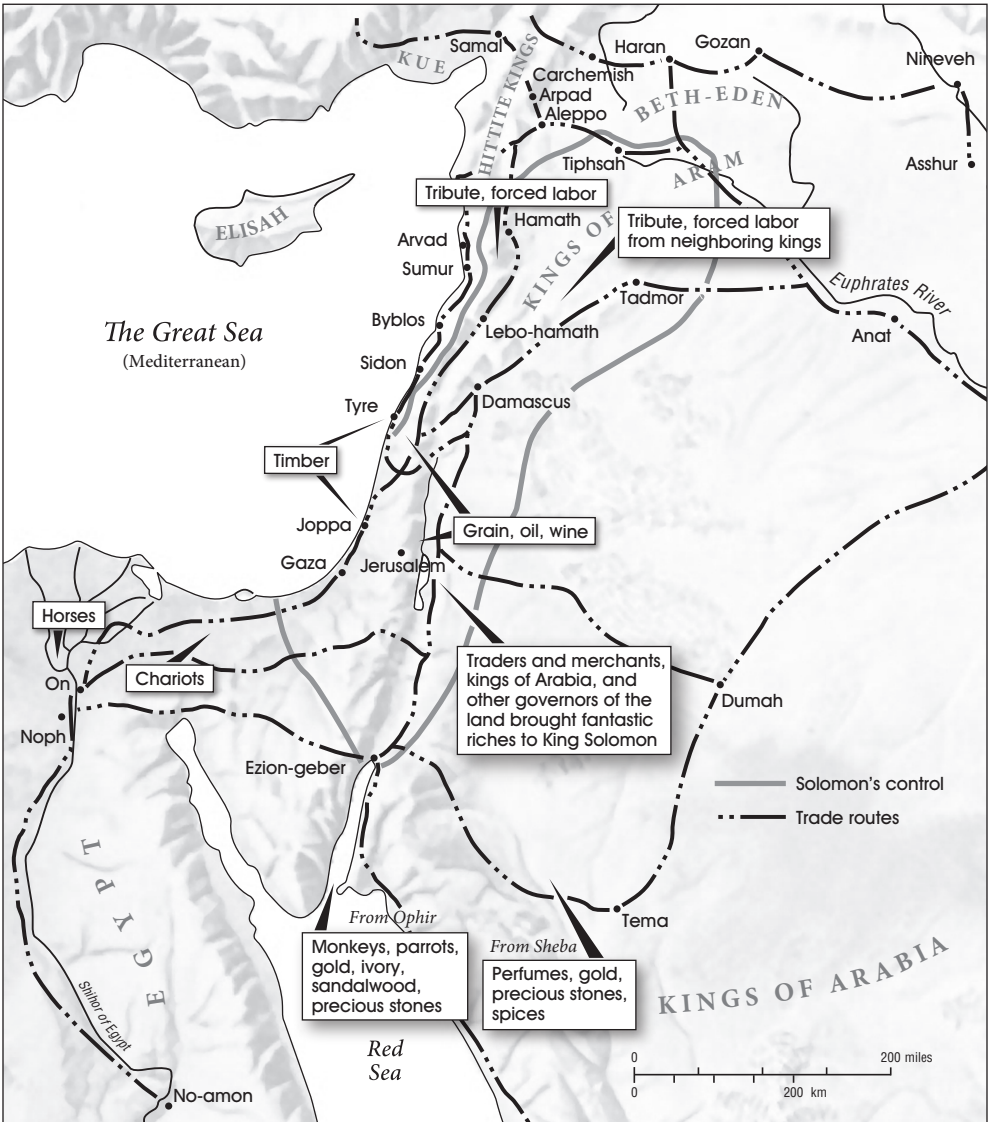 Samal
KUE
HITTITE KINGS
Haran
Gozan
Nineveh
Carchemish
Arpad
Aleppo
BETH-EDEN
Tiphsah
ARAM
Asshur
Tribute, forced labor
ELISAH
Hamath
Tribute, forced labor
from neighboring kings
Arvad
Sumur
KINGS OF
Tadmor
Euphrates River
Byblos
Lebo-hamath
Anat
The Great Sea
(Mediterranean)
Sidon
Damascus
Tyre
Timber
Joppa
Grain, oil, wine
Gaza
Jerusalem
Horses
Chariots
On
Noph
Traders and merchants,
kings of Arabia, and
other governors of the
land brought fantastic
riches to King Solomon
Dumah
Ezion-geber
Solomon's control
Trade routes
EGYPT
Tema
From Ophir
Monkeys, parrots,
gold, ivory,
sandalwood,
precious stones
From Sheba
Perfumes, gold,
precious stones,
spices
KINGS OF ARABIA
Shihor of Egypt
Red
Sea
0 200 miles
0 200 km
No-amon